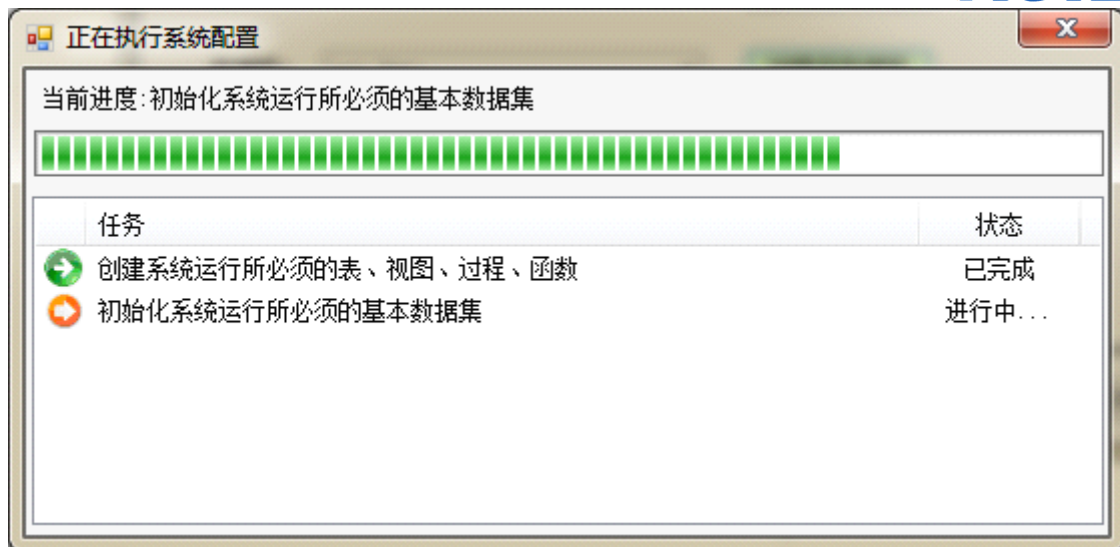 正在执行系统配置
当前进度:初始化系统运行所必须的基本数据集
任务 状态
创建系统运行所必须的表、视图、过程、函数 已完成
初始化系统运行所必须的基本数据集 进行中...